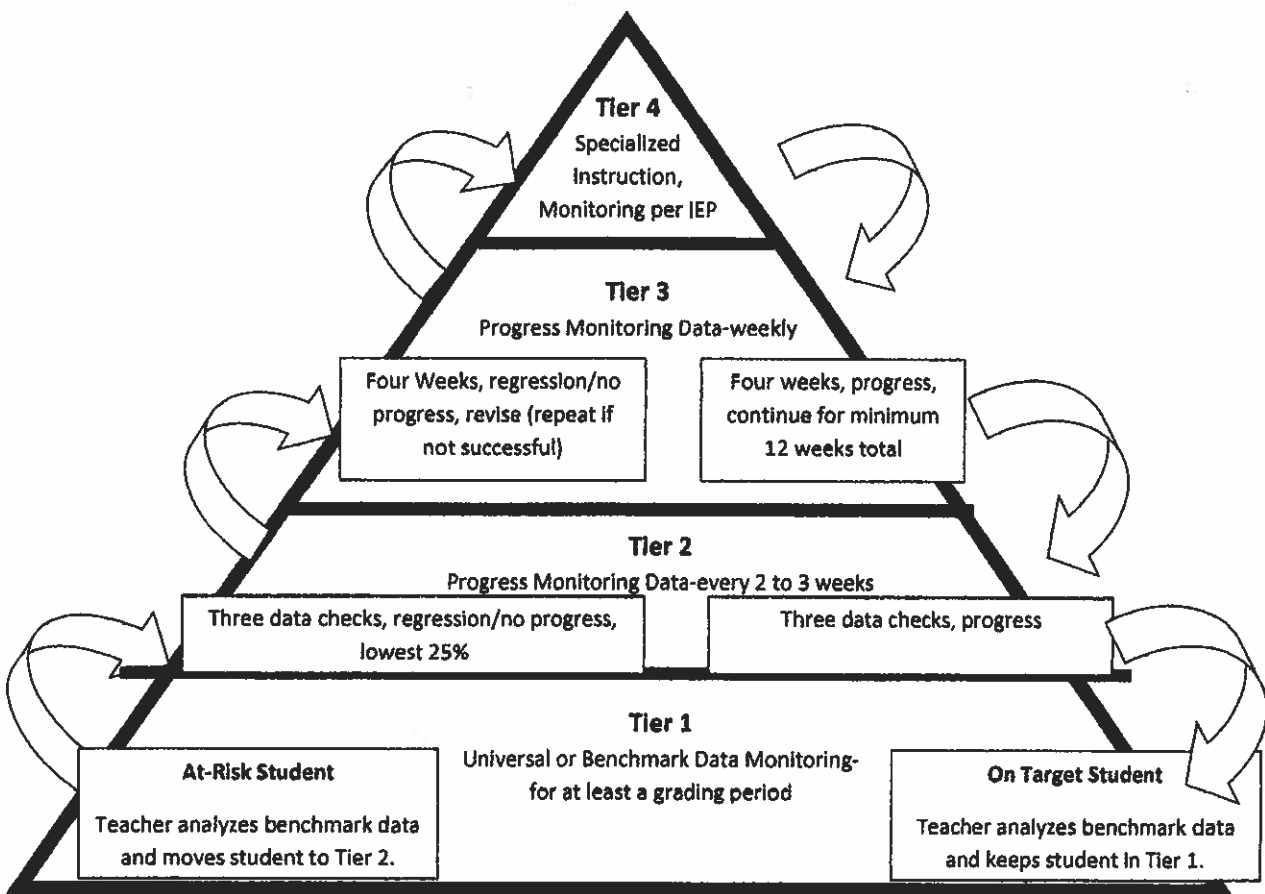 Tier 4
Specialized
Instruction,
Monitoring per IEP
Tier 3
Progress Monitoring Data-weekly
Four Weeks, regression/no
progress, revise (repeat if
not successful)
Four weeks, progress,
continue for minimum
12 weeks total
Tier 2
Progress Monitoring Data-every 2 to 3 weeks
Three data checks, regression/no progress,
lowest 25%
Three data checks, progress
Tier 1
Universal or Benchmark Data Monitoring-
for at least a grading period
At-Risk Student
Teacher analyzes benchmark data
and moves student to Tier 2.
On Target Student
Teacher analyzes benchmark data
and keeps student in Tier 1.